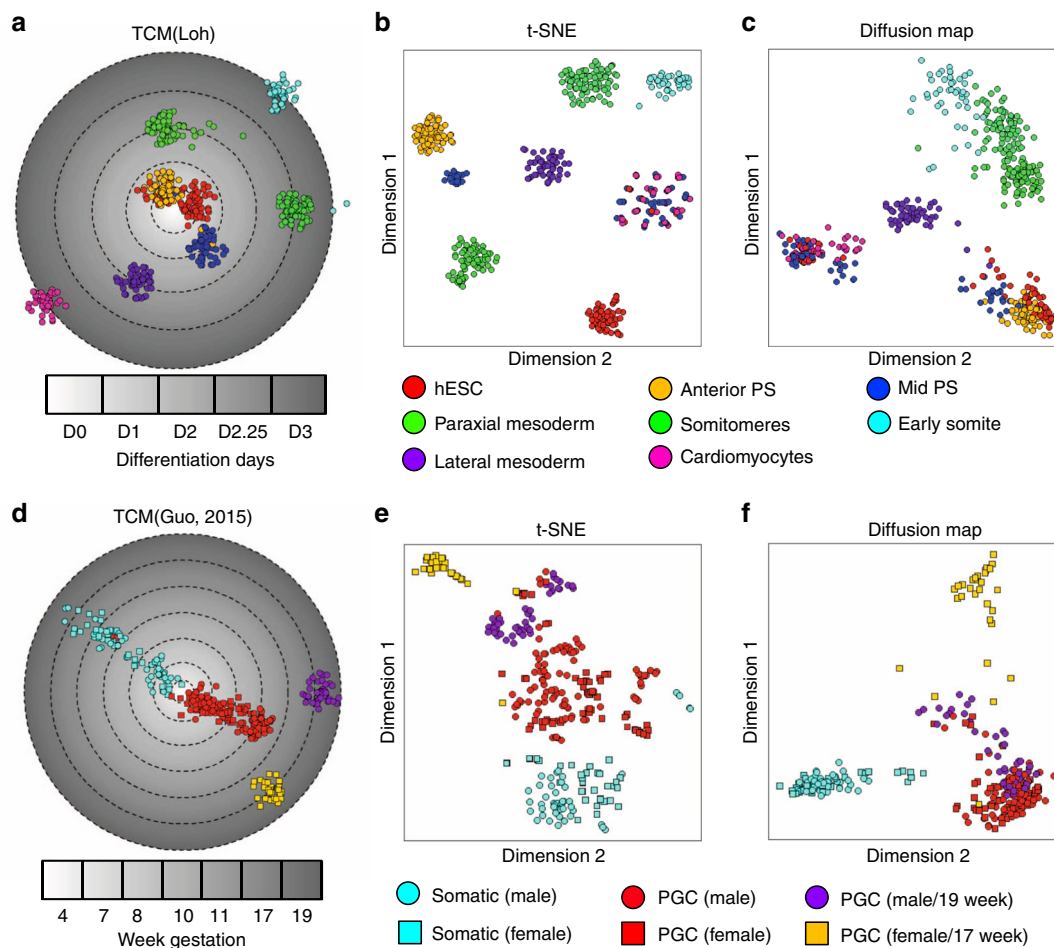 a
TCM(Loh)
b
t-SNE
Dimension 1
Dimension 2
c
Diffusion map
Dimension 1
Dimension 2
D0 D1 D2 D2.25 D3
Differentiation days
hESC
Anterior PS
Mid PS
Paraxial mesoderm
Somitomeres
Early somite
Lateral mesoderm
Cardiomyocytes
d
TCM(Guo, 2015)
e
t-SNE
Dimension 1
Dimension 2
f
Diffusion map
Dimension 1
Dimension 2
4 7 8 10 11 17 19
Week gestation
Somatic (male)
PGC (male)
PGC (male/19 week)
Somatic (female)
PGC (female)
PGC (female/17 week)